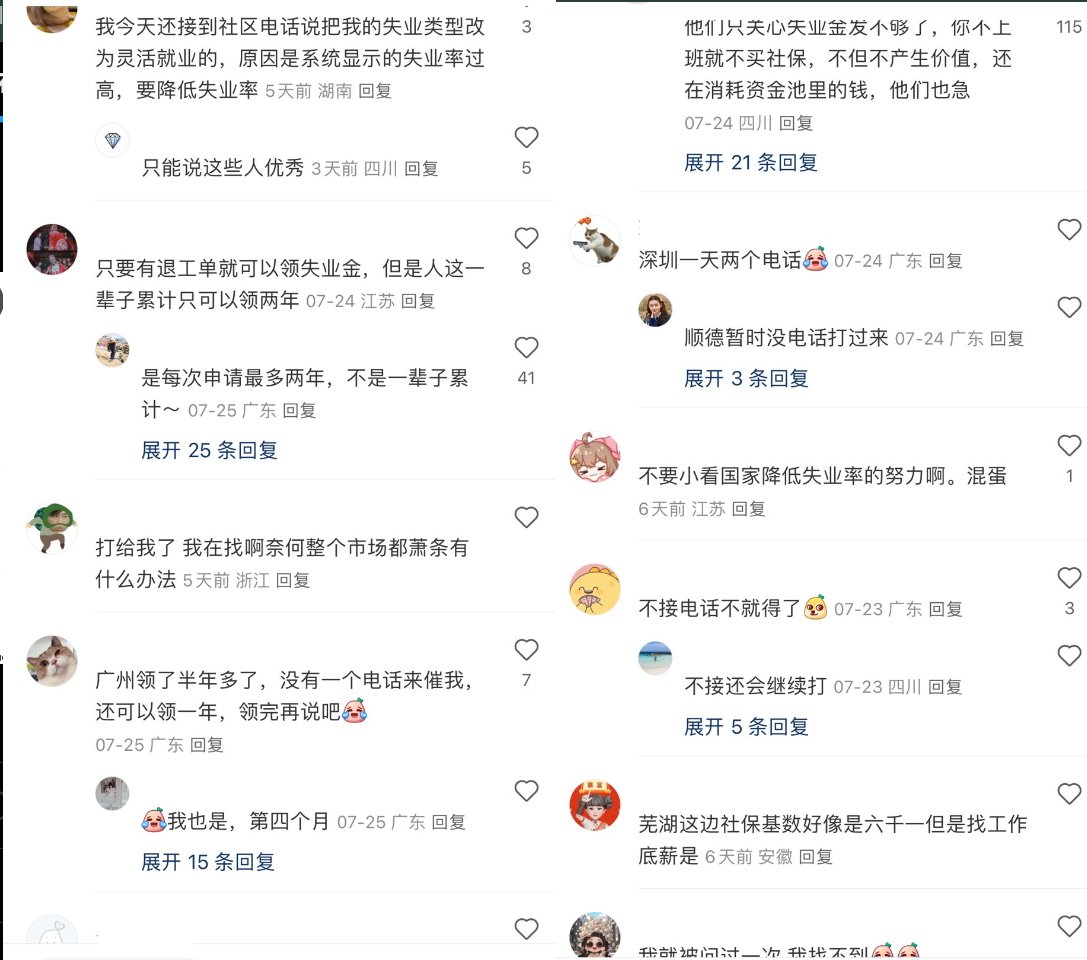 我今天还接到社区电话说把我的失业类型改
3
为灵活就业的，原因是系统显示的失业率过
高，要降低失业率 5天前 湖南 回复
只能说这些人优秀 3天前 四川 回复
5
只要有退工单就可以领失业金，但是人这一
8
辈子累计只可以领两年 07-24 江苏 回复
是每次申请最多两年，不是一辈子累
41
计～ 07-25 广东 回复
展开 25 条回复
打给我了 我在找啊奈何整个市场都萧条有
什么办法 5天前 浙江 回复
广州领了半年多了，没有一个电话来催我，
7
还可以领一年，领完再说吧
07-25 广东 回复
我也是，第四个月 07-25 广东 回复
展开 15 条回复
他们只关心失业金发不够了，你不上
115
班就不买社保，不但不产生价值，还
在消耗资金池里的钱，他们也急
07-24 四川 回复
展开 21 条回复
深圳一天两个电话 07-24 广东 回复
顺德暂时没电话打过来 07-24 广东 回复
展开 3 条回复
不要小看国家降低失业率的努力啊。混蛋
1
6天前 江苏 回复
不接电话不就得了 07-23 广东 回复
3
不接还会继续打 07-23 四川 回复
展开 5 条回复
芜湖这边社保基数好像是六千一但是找工作
底薪是 6天前 安徽 回复
我就被问过一次 我找不到